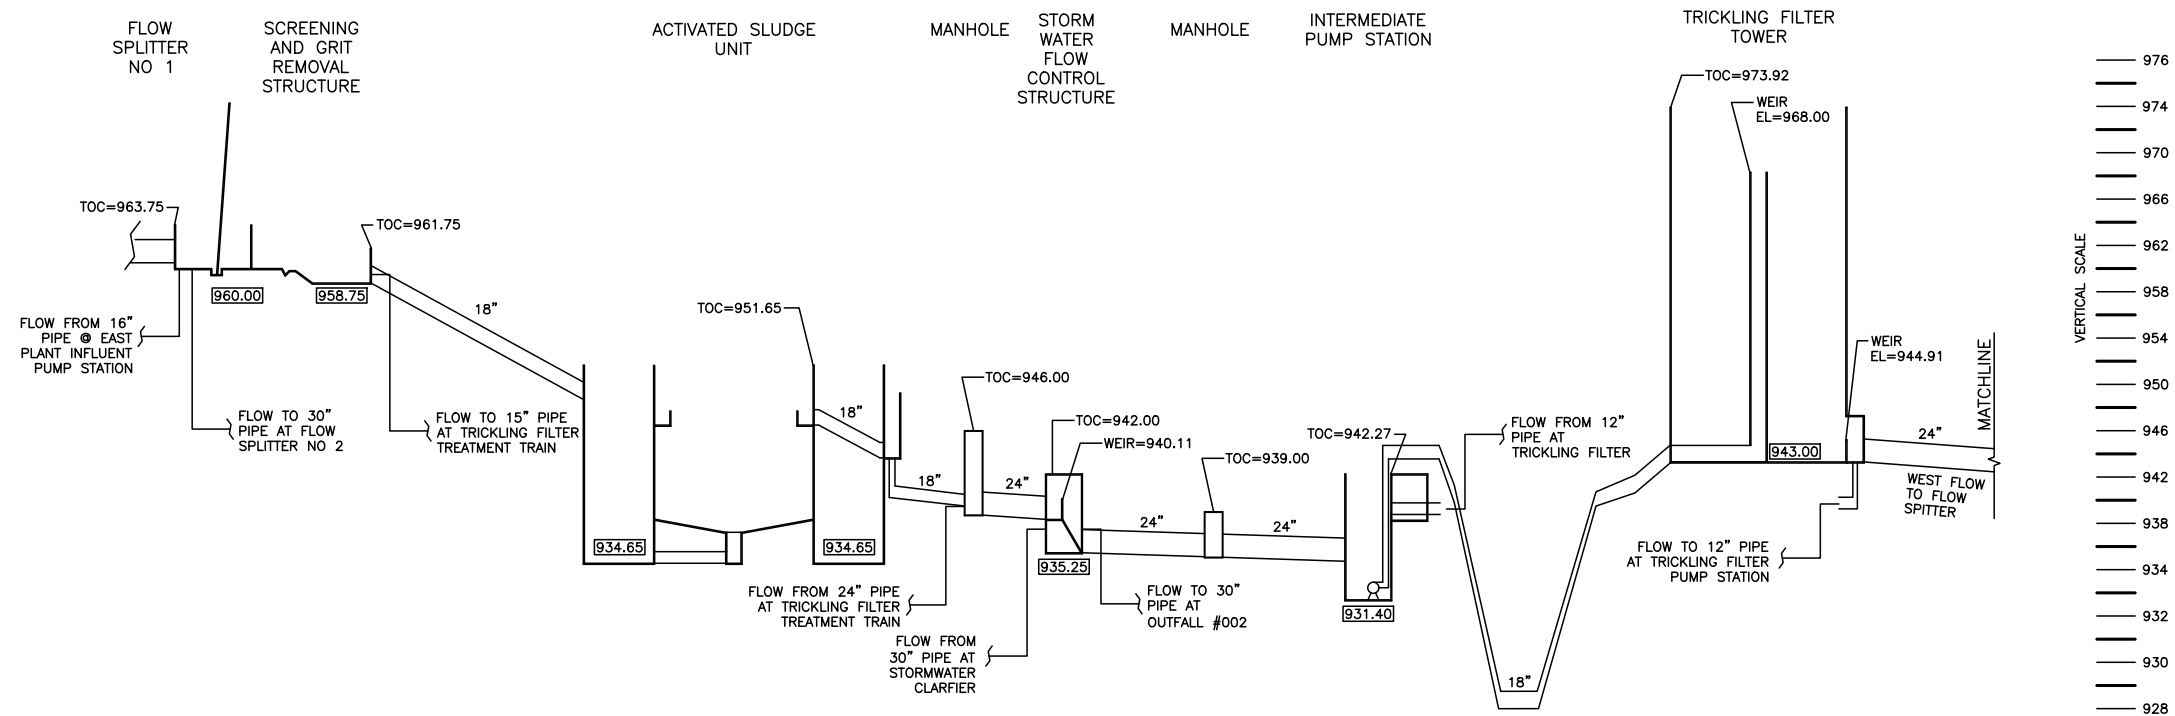 FLOW
SPLITTER
NO 1
SCREENING
AND GRIT
REMOVAL
STRUCTURE
ACTIVATED SLUDGE
UNIT
MANHOLE
STORM
WATER
FLOW
CONTROL
STRUCTURE
MANHOLE
INTERMEDIATE
PUMP STATION
TRICKLING FILTER
TOWER
TOC=963.75
TOC=961.75
960.00
958.75
FLOW FROM 16"
PIPE @ EAST
PLANT INFLUENT
PUMP STATION
FLOW TO 30"
PIPE AT FLOW
SPLITTER NO 2
FLOW TO 15" PIPE
AT TRICKLING FILTER
TREATMENT TRAIN
18"
TOC=951.65
934.65
934.65
18"
18"
TOC=946.00
24"
TOC=942.00
WEIR=940.11
935.25
FLOW FROM 24" PIPE
AT TRICKLING FILTER
TREATMENT TRAIN
FLOW FROM
30" PIPE AT
STORMWATER
CLARFIER
FLOW TO 30"
PIPE AT
OUTFALL #002
24"
TOC=939.00
24"
TOC=942.27
931.40
FLOW FROM 12"
PIPE AT
TRICKLING FILTER
18"
TOC=973.92
WEIR
EL=968.00
943.00
WEIR
EL=944.91
24"
WEST FLOW
TO FLOW
SPITTER
FLOW TO 12" PIPE
AT TRICKLING FILTER
PUMP STATION
MATCHLINE
VERTICAL SCALE
976
974
970
966
962
958
954
950
946
942
938
934
932
930
928